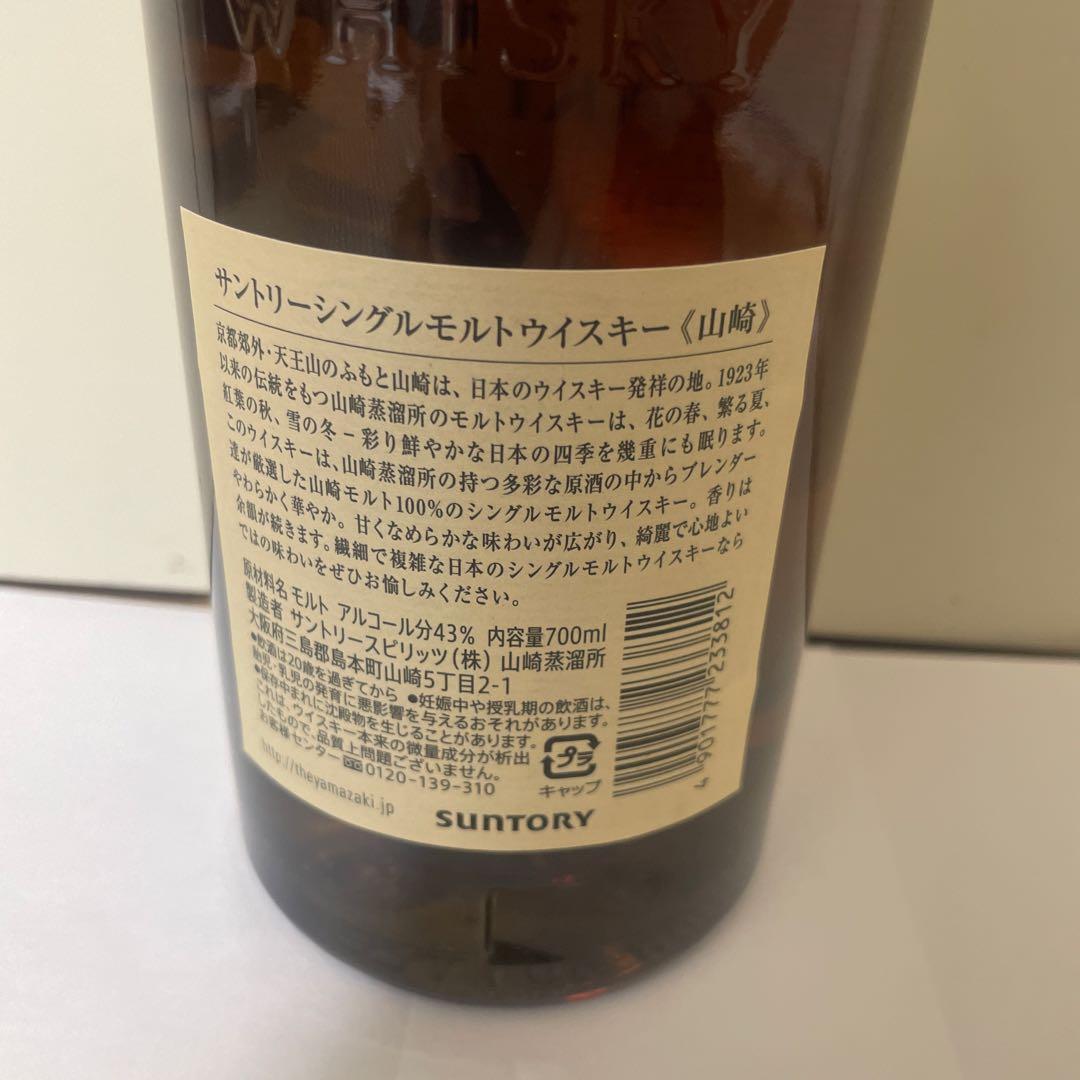 WHISKY
サントリーシングルモルトウイスキー《山崎》
京都郊外・天王山のふもと山崎は、日本のウイスキー発祥の地。1923年
以来の伝統をもつ山崎蒸溜所のモルトウイスキーは、花の春、繁る夏、
紅葉の秋、雪の冬－彩り鮮やかな日本の四季を幾重にも眠ります。
このウイスキーは、山崎蒸溜所の持つ多彩な原酒の中からブレンダー
達が厳選した山崎モルト100%のシングルモルトウイスキー。香りは
やわらかく華やか。甘くなめらかな味わいが広がり、綺麗で心地よい
余韻が続きます。繊細で複雑な日本のシングルモルトウイスキーなら
ではの味わいをぜひお愉しみください。
原材料名 モルト アルコール分43% 内容量700ml
製造者 サントリースピリッツ(株) 山崎蒸溜所
大阪府三島郡島本町山崎5丁目2-1
●飲酒は20歳を過ぎてから ●妊娠中や授乳期の飲酒は、
胎児・乳児の発育に悪影響を与えるおそれがあります。
●保存中まれに沈殿物を生じることがあります。
これは、ウイスキー本来の微量成分が析出
したもので、品質上問題ございません。
お客様センター 0120-139-310
http://theyamazaki.jp
プラ
キャップ
SUNTORY
4 901777 233812